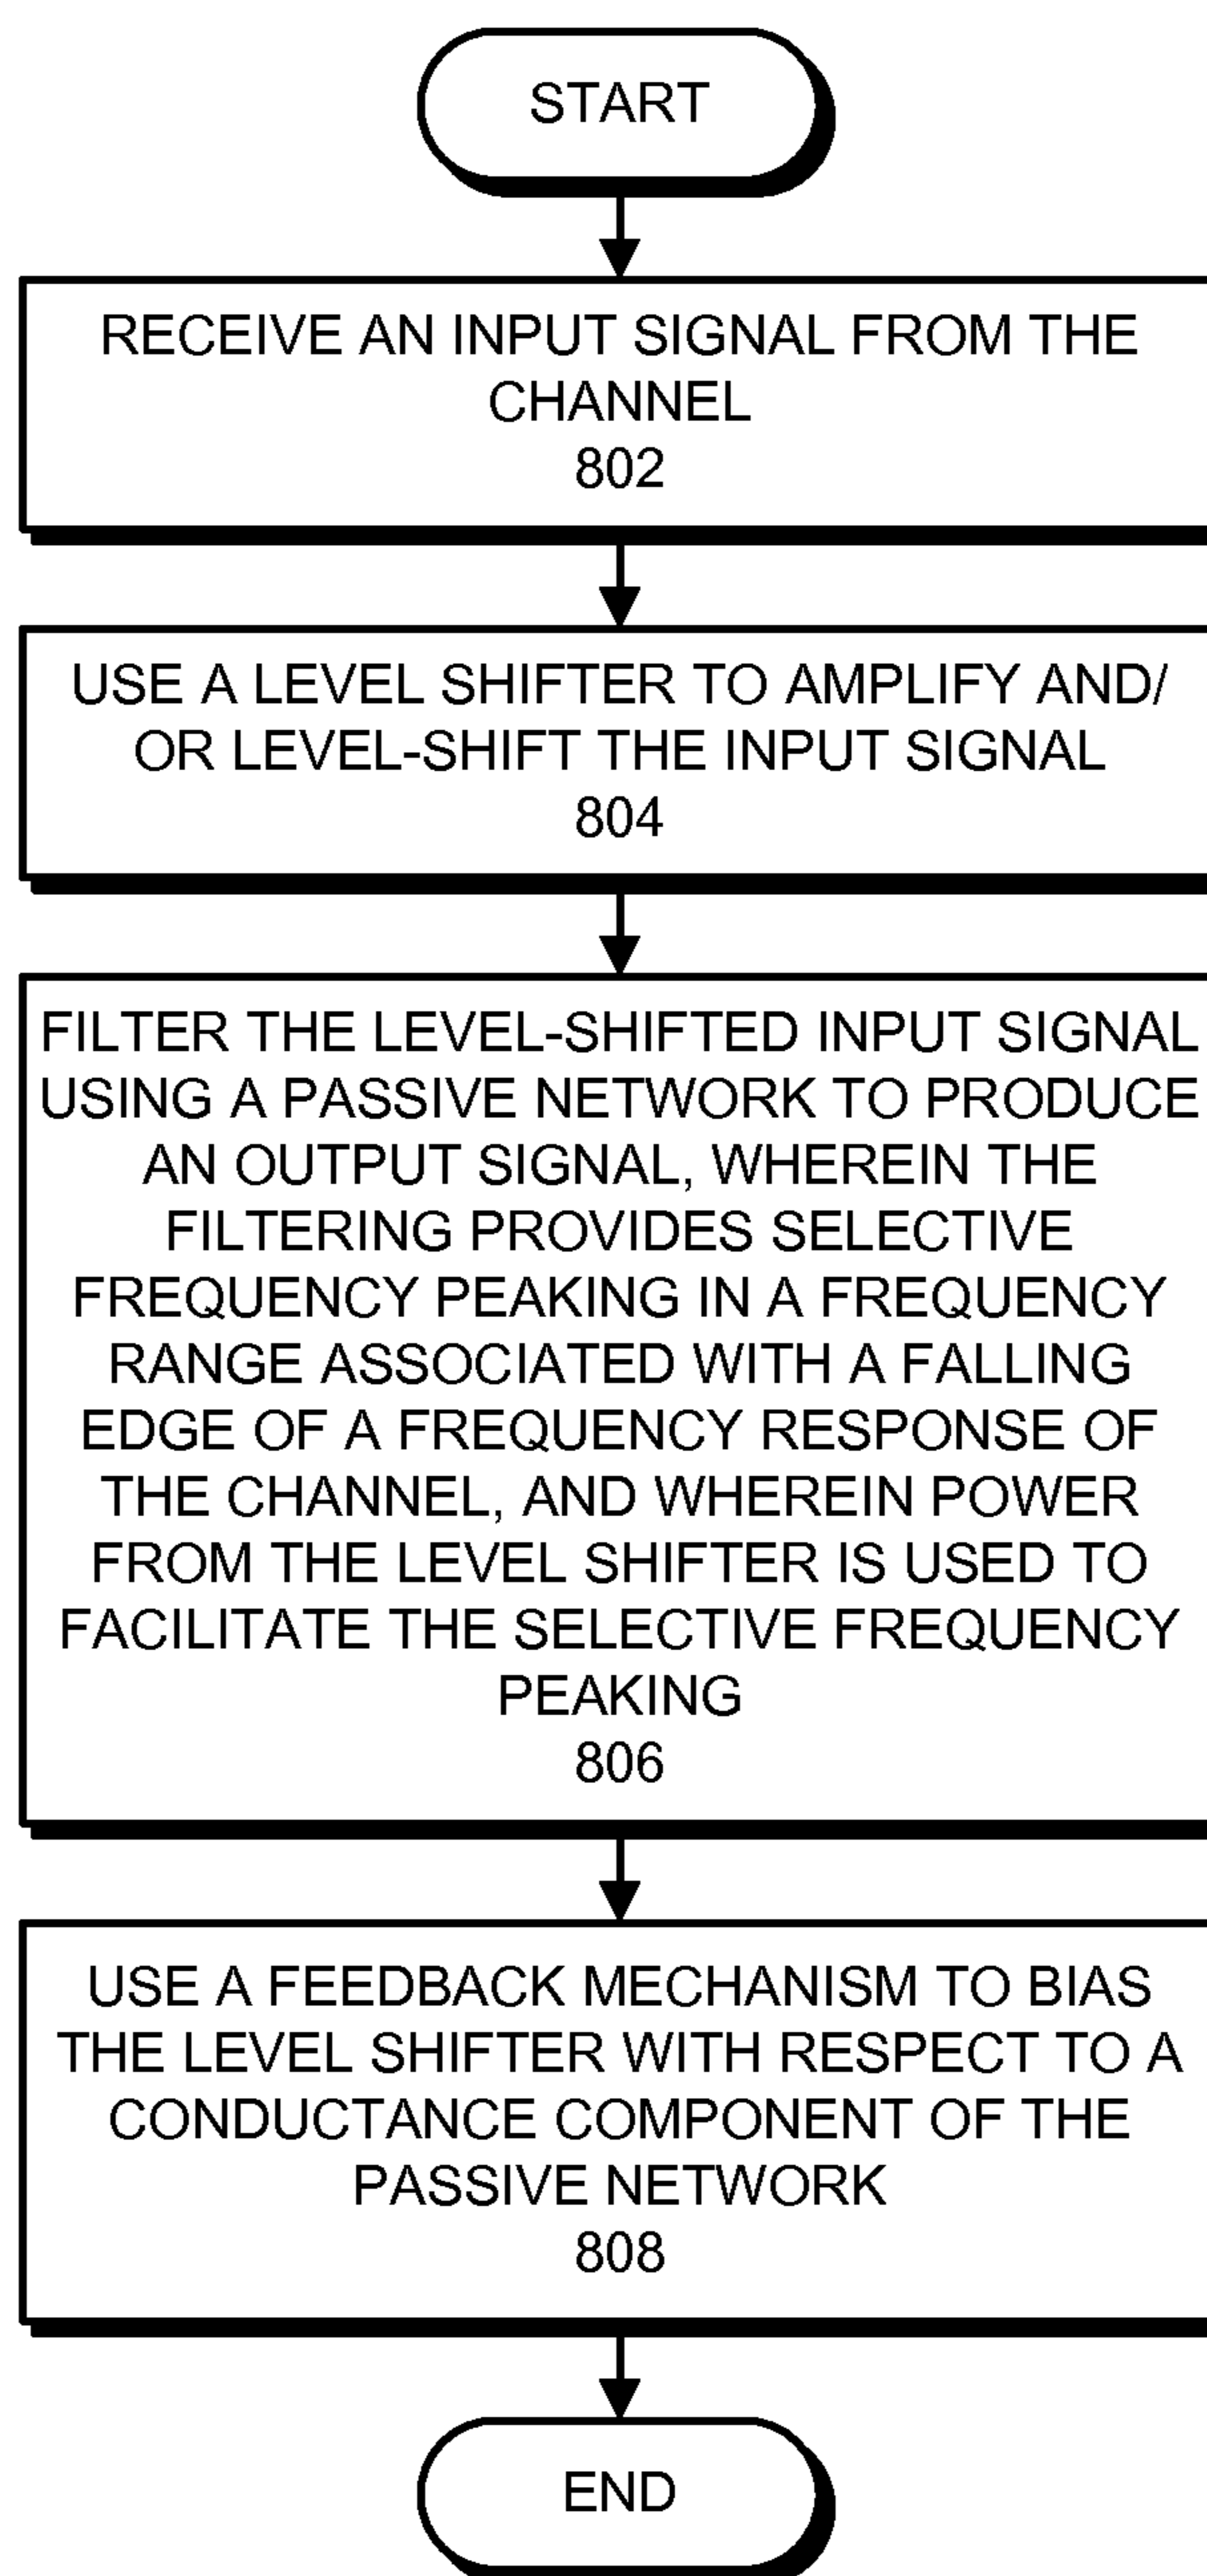 START
RECEIVE AN INPUT SIGNAL FROM THE
CHANNEL
802
USE A LEVEL SHIFTER TO AMPLIFY AND/
OR LEVEL-SHIFT THE INPUT SIGNAL
804
FILTER THE LEVEL-SHIFTED INPUT SIGNAL
USING A PASSIVE NETWORK TO PRODUCE
AN OUTPUT SIGNAL, WHEREIN THE
FILTERING PROVIDES SELECTIVE
FREQUENCY PEAKING IN A FREQUENCY
RANGE ASSOCIATED WITH A FALLING
EDGE OF A FREQUENCY RESPONSE OF
THE CHANNEL, AND WHEREIN POWER
FROM THE LEVEL SHIFTER IS USED TO
FACILITATE THE SELECTIVE FREQUENCY
PEAKING
806
USE A FEEDBACK MECHANISM TO BIAS
THE LEVEL SHIFTER WITH RESPECT TO A
CONDUCTANCE COMPONENT OF THE
PASSIVE NETWORK
808
END